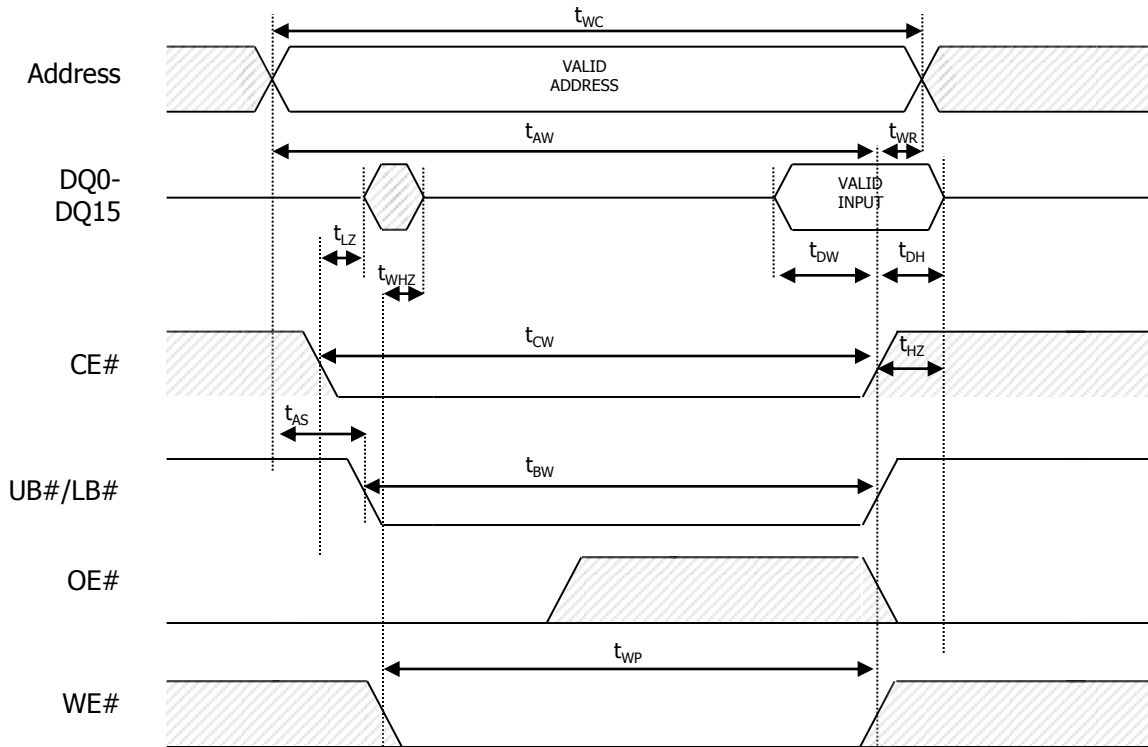 tWC
Address
VALID
ADDRESS
tAW
tWR
DQ0-
DQ15
VALID
INPUT
tLZ
tDW
tDH
tWHZ
tCW
CE#
tHZ
tAS
UB#/LB#
tBW
OE#
tWP
WE#